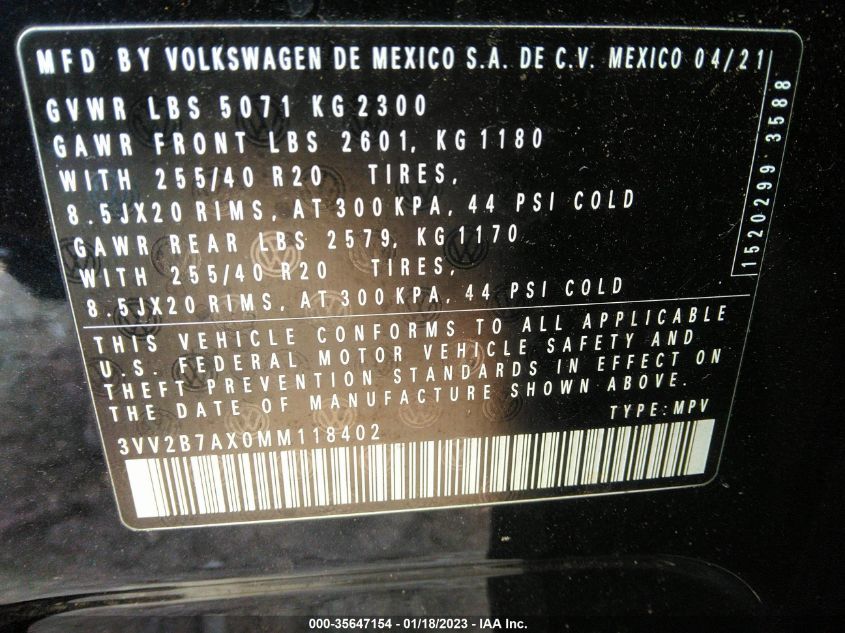 MFD BY VOLKSWAGEN DE MEXICO S.A. DE C.V. MEXICO 04/21
GVWR LBS 5071 KG 2300
GAWR FRONT LBS 2601, KG 1180
WITH 255/40 R20 TIRES,
8.5JX20 RIMS, AT 300 KPA, 44 PSI COLD
GAWR REAR LBS 2579, KG 1170
WITH 255/40 R20 TIRES,
8.5JX20 RIMS, AT 300 KPA, 44 PSI COLD
1520299 3588
THIS VEHICLE CONFORMS TO ALL APPLICABLE
U.S. FEDERAL MOTOR VEHICLE SAFETY AND
THEFT PREVENTION STANDARDS IN EFFECT ON
THE DATE OF MANUFACTURE SHOWN ABOVE.
3VV2B7AX0MM118402
TYPE: MPV
000-35647154 - 01/18/2023 - IAA Inc.